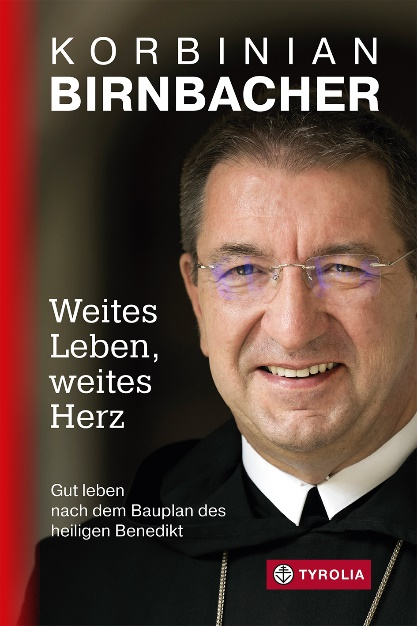 KORBINIAN
BIRNBACHER
Weites
Leben,
weites
Herz
Gut leben
nach dem Bauplan des
heiligen Benedikt
TYROLIA